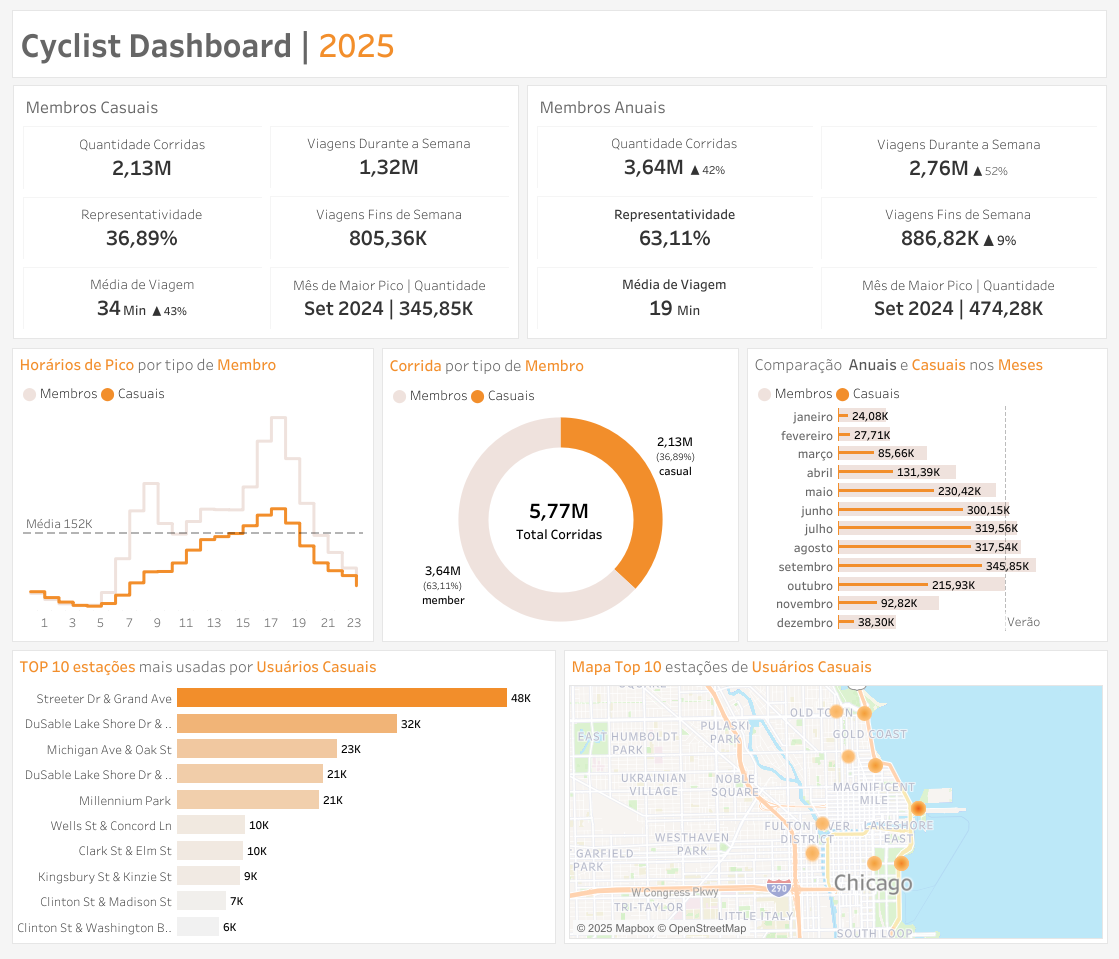 Cyclist Dashboard | 2025
Membros Casuais
Quantidade Corridas
2,13M
Viagens Durante a Semana
1,32M
Representatividade
36,89%
Viagens Fins de Semana
805,36K
Média de Viagem
34 Min ▲ 43%
Mês de Maior Pico | Quantidade
Set 2024 | 345,85K
Membros Anuais
Quantidade Corridas
3,64M ▲ 42%
Viagens Durante a Semana
2,76M ▲ 52%
Representatividade
63,11%
Viagens Fins de Semana
886,82K ▲ 9%
Média de Viagem
19 Min
Mês de Maior Pico | Quantidade
Set 2024 | 474,28K
Horários de Pico por tipo de Membro
Membros Casuais
Média 152K
1 3 5 7 9 11 13 15 17 19 21 23
Corrida por tipo de Membro
Membros Casuais
2,13M
(36,89%)
casual
5,77M
Total Corridas
3,64M
(63,11%)
member
Comparação Anuais e Casuais nos Meses
Membros Casuais
janeiro 24,08K
fevereiro 27,71K
março 85,66K
abril 131,39K
maio 230,42K
junho 300,15K
julho 319,56K
agosto 317,54K
setembro 345,85K
outubro 215,93K
novembro 92,82K
dezembro 38,30K
Verão
TOP 10 estações mais usadas por Usuários Casuais
Streeter Dr & Grand Ave 48K
DuSable Lake Shore Dr & .. 32K
Michigan Ave & Oak St 23K
DuSable Lake Shore Dr & .. 21K
Millennium Park 21K
Wells St & Concord Ln 10K
Clark St & Elm St 10K
Kingsbury St & Kinzie St 9K
Clinton St & Madison St 7K
Clinton St & Washington B.. 6K
Mapa Top 10 estações de Usuários Casuais
SQUARE
OLD TOWN
PULASKI
PARK
GOLD COAST
EAST HUMBOLDT
PARK
UKRAINIAN
VILLAGE
NOBLE
SQUARE
MAGNIFICENT
MILE
FULTON RIVER
DISTRICT
LAKESHORE
EAST
WESTHAVEN
PARK
GARFIELD
PARK
Chicago
290
W Congress Pkwy
TRI-TAYLOR
LITTLE ITALY
© 2025 Mapbox © OpenStreetMap
SOUTH LOOP